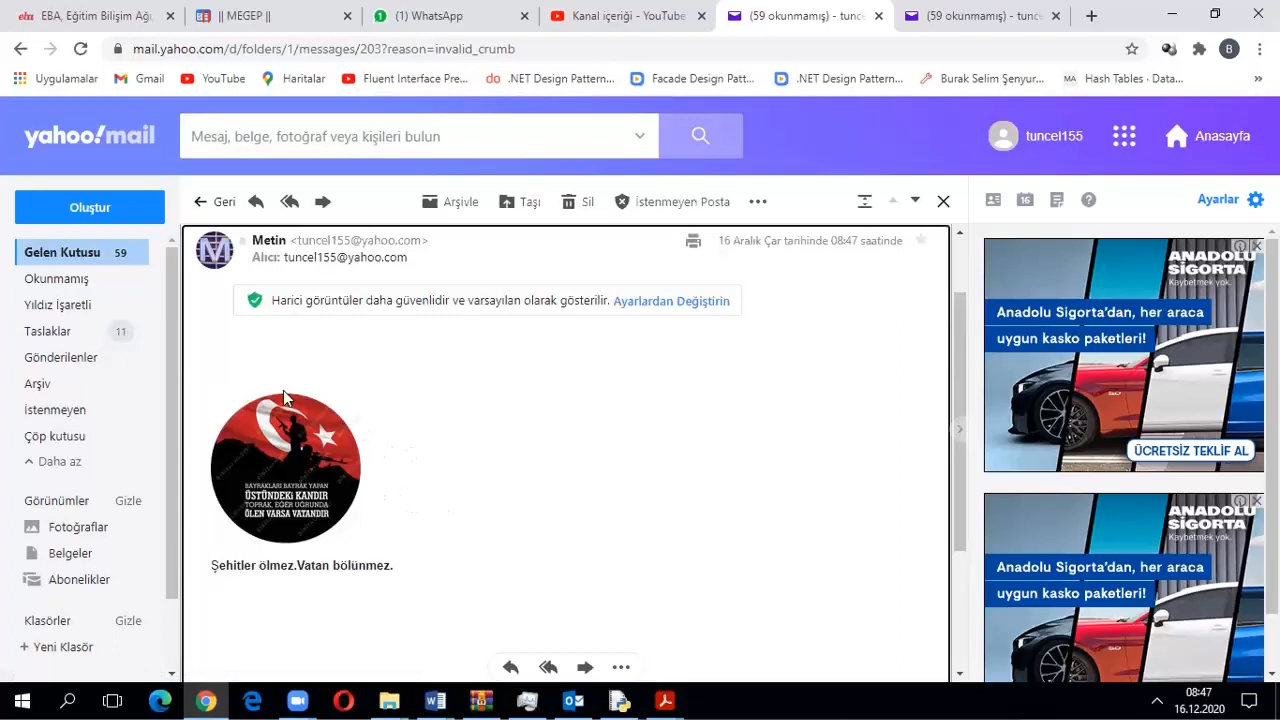 EBA, Eğitim Bilişim Ağı
|| MEGEP ||
(1) WhatsApp
Kanal içeriği - YouTube
(59 okunmamış) - tunce
(59 okunmamış) - tunce
mail.yahoo.com/d/folders/1/messages/203?reason=invalid_crumb
B
Uygulamalar
Gmail
YouTube
Haritalar
Fluent Interface Pre...
.NET Design Pattern...
Facade Design Patt...
.NET Design Pattern...
Burak Selim Şenyur...
MA Hash Tables - Data...
yahoo!mail
Mesaj, belge, fotoğraf veya kişileri bulun
tuncel155
Anasayfa
Oluştur
Geri
Arşivle
Taşı
Sil
İstenmeyen Posta
Ayarlar
Gelen Kutusu 59
Okunmamış
Yıldız İşaretli
Taslaklar 11
Gönderilenler
Arşiv
İstenmeyen
Çöp kutusu
Daha az
Görünümler Gizle
Fotoğraflar
Belgeler
Abonelikler
Klasörler Gizle
+ Yeni Klasör
Metin <tuncel155@yahoo.com>
16 Aralık Çar tarihinde 08:47 saatinde
Alıcı: tuncel155@yahoo.com
Harici görüntüler daha güvenlidir ve varsayılan olarak gösterilir. Ayarlardan Değiştirin
BAYRAKLARI BAYRAK YAPAN
ÜSTÜNDEKİ KANDIR
TOPRAK, EĞER UĞRUNDA
ÖLEN VARSA VATANDIR
Şehitler ölmez.Vatan bölünmez.
16
ANADOLU
SİGORTA
Kaybetmek yok.
Anadolu Sigorta'dan, her araca
uygun kasko paketleri!
ÜCRETSİZ TEKLİF AL
ANADOLU
SİGORTA
Kaybetmek yok.
Anadolu Sigorta'dan, her araca
uygun kasko paketleri!
08:47
16.12.2020